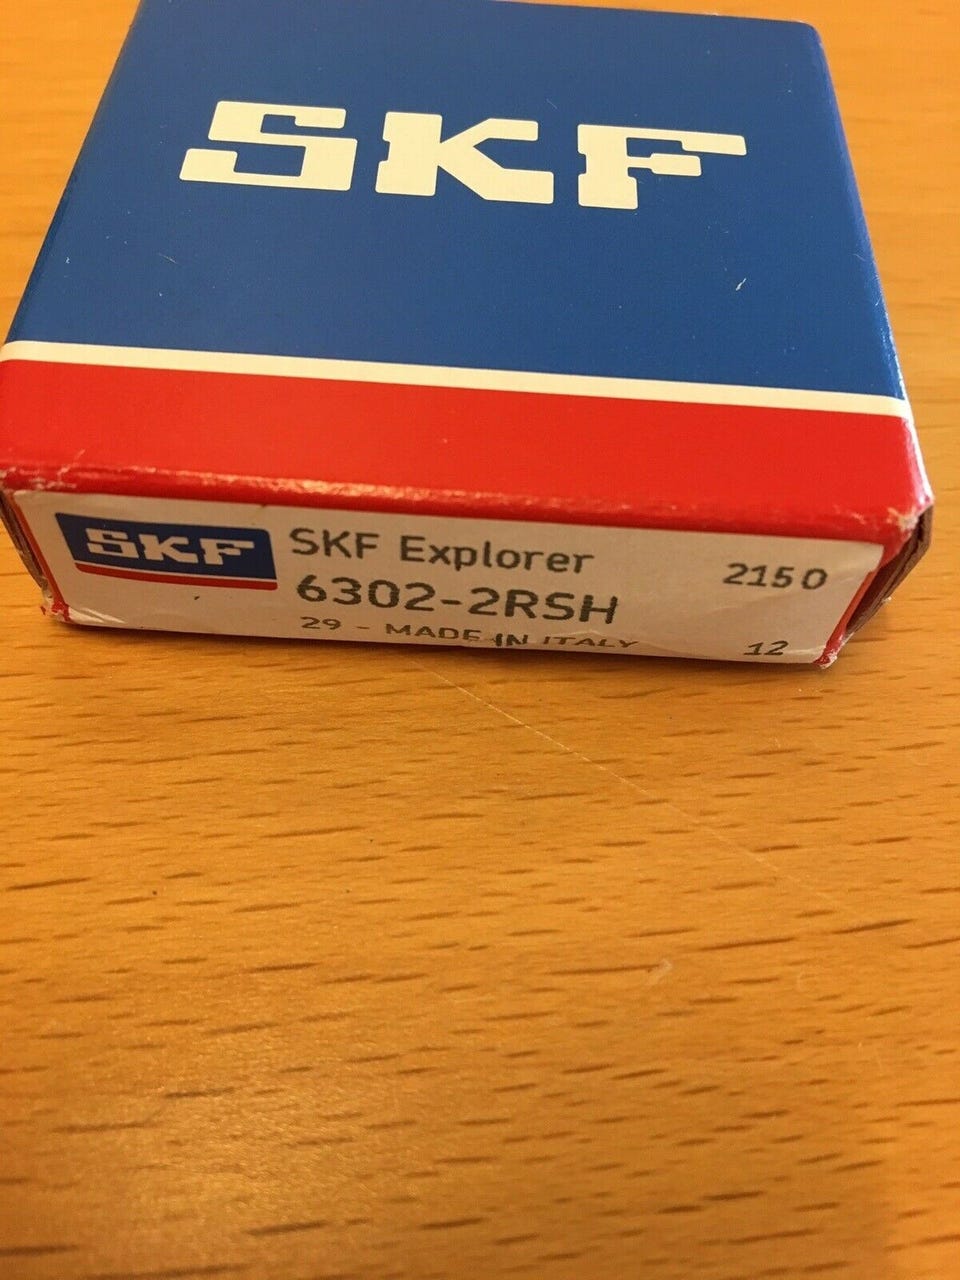 SKF
SKF
SKF Explorer
2150
6302-2RSH
29 - MADE IN ITALY
12